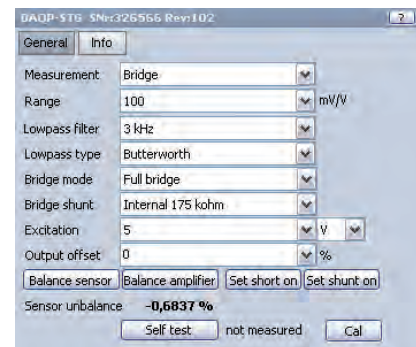 DAQP-STG SNr:326566 Rev:102 ?
General Info
Measurement Bridge
Range 100 mV/V
Lowpass filter 3 kHz
Lowpass type Butterworth
Bridge mode Full bridge
Bridge shunt Internal 175 kohm
Excitation 5 V
Output offset 0 %
Balance sensor Balance amplifier Set short on Set shunt on
Sensor unbalance -0,6837 %
Self test not measured Cal